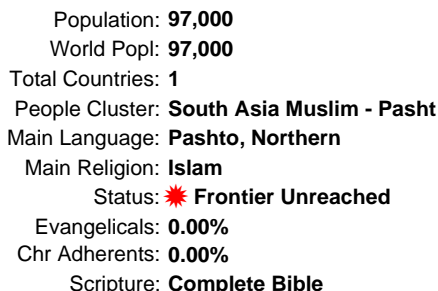 Population: 97,000
World Popl: 97,000
Total Countries: 1
People Cluster: South Asia Muslim - Pasht
Main Language: Pashto, Northern
Main Religion: Islam
Status: Frontier Unreached
Evangelicals: 0.00%
Chr Adherents: 0.00%
Scripture: Complete Bible